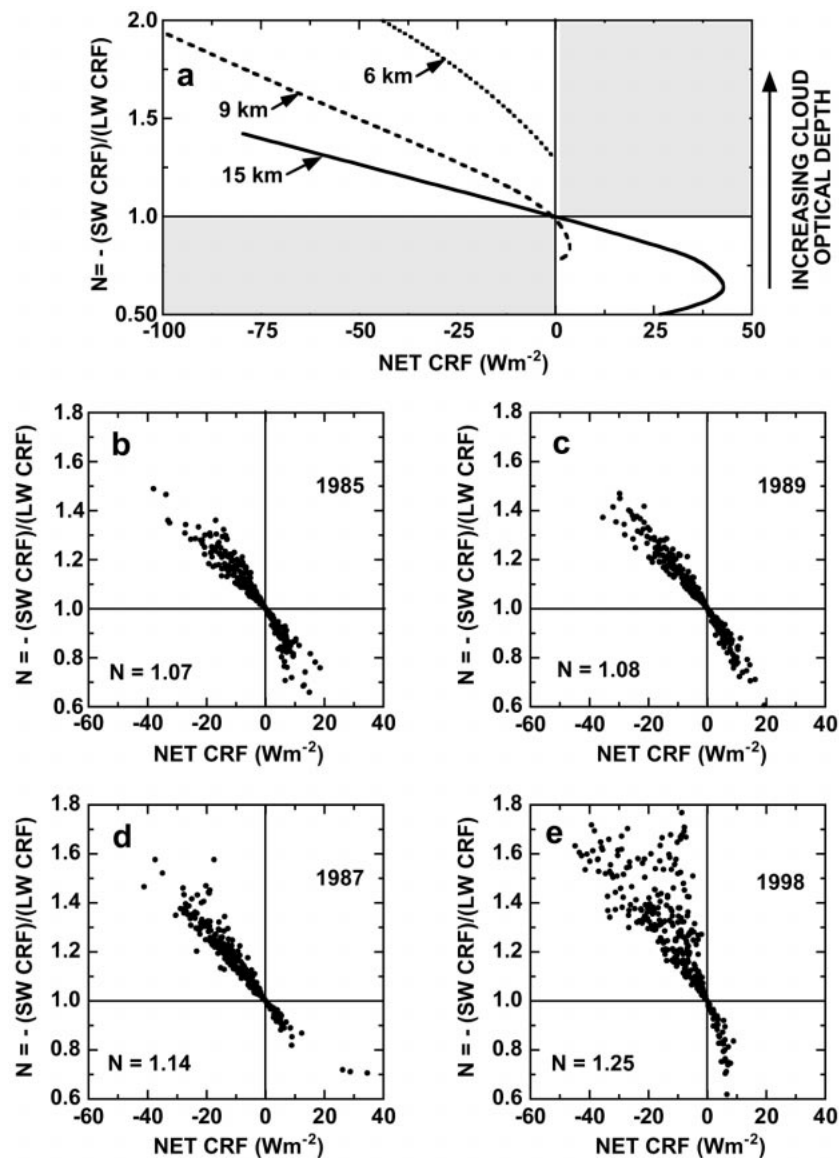 a
N= - (SW CRF)/(LW CRF)
2.0
1.5
1.0
0.50
6 km
9 km
15 km
-100 -75 -50 -25 0 25 50
NET CRF (Wm-2)
INCREASING CLOUD
OPTICAL DEPTH
b
1985
N = - (SW CRF)/(LW CRF)
1.8
1.6
1.4
1.2
1.0
0.8
0.6
N = 1.07
-60 -40 -20 0 20 40
NET CRF (Wm-2)
c
1989
N = - (SW CRF)/(LW CRF)
1.8
1.6
1.4
1.2
1.0
0.8
0.6
N = 1.08
-60 -40 -20 0 20 40
NET CRF (Wm-2)
d
1987
N = - (SW CRF)/(LW CRF)
1.8
1.6
1.4
1.2
1.0
0.8
0.6
N = 1.14
-60 -40 -20 0 20 40
NET CRF (Wm-2)
e
1998
N = - (SW CRF)/(LW CRF)
1.8
1.6
1.4
1.2
1.0
0.8
0.6
N = 1.25
-60 -40 -20 0 20 40
NET CRF (Wm-2)